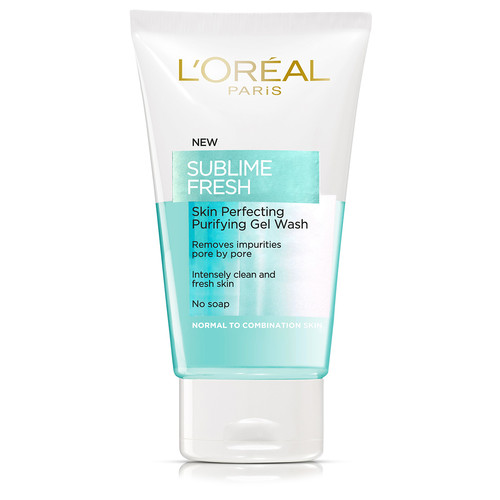 L'ORÉAL
PARiS
NEW
SUBLIME
FRESH
Skin Perfecting
Purifying Gel Wash
Removes impurities
pore by pore
Intensely clean and
fresh skin
No soap
NORMAL TO COMBINATION SKIN